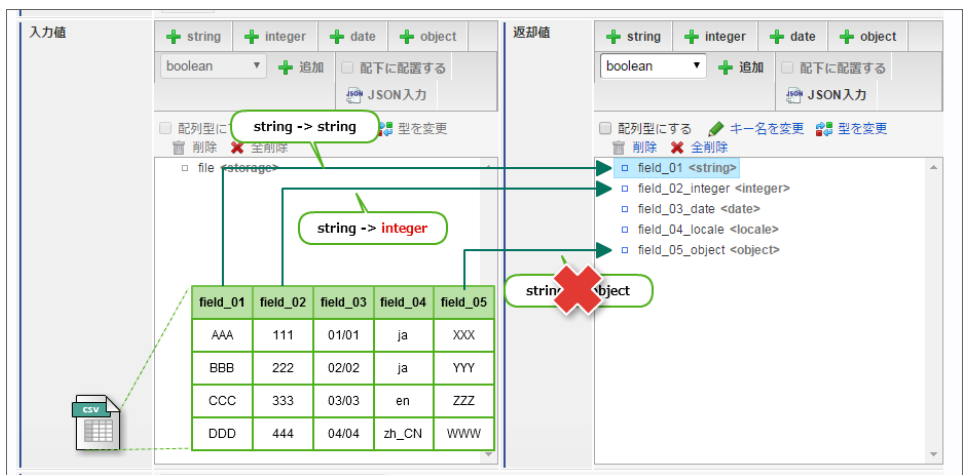 入力値
string integer date object
boolean 追加 配下に配置する
JSON JSON入力
配列型に 型を変更
削除 全削除
file <storage>
string -> string
string -> integer
返却値
string integer date object
boolean 追加 配下に配置する
JSON JSON入力
配列型にする キー名を変更 型を変更
削除 全削除
field_01 <string>
field_02_integer <integer>
field_03_date <date>
field_04_locale <locale>
field_05_object <object>
string object
field_01 field_02 field_03 field_04 field_05
AAA 111 01/01 ja XXX
BBB 222 02/02 ja YYY
CCC 333 03/03 en ZZZ
DDD 444 04/04 zh_CN WWW
CSV